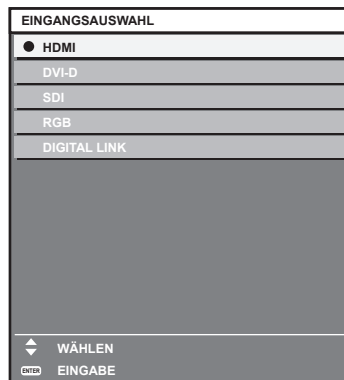 EINGANGSAUSWAHL
HDMI
DVI-D
SDI
RGB
DIGITAL LINK
WÄHLEN
ENTER EINGABE